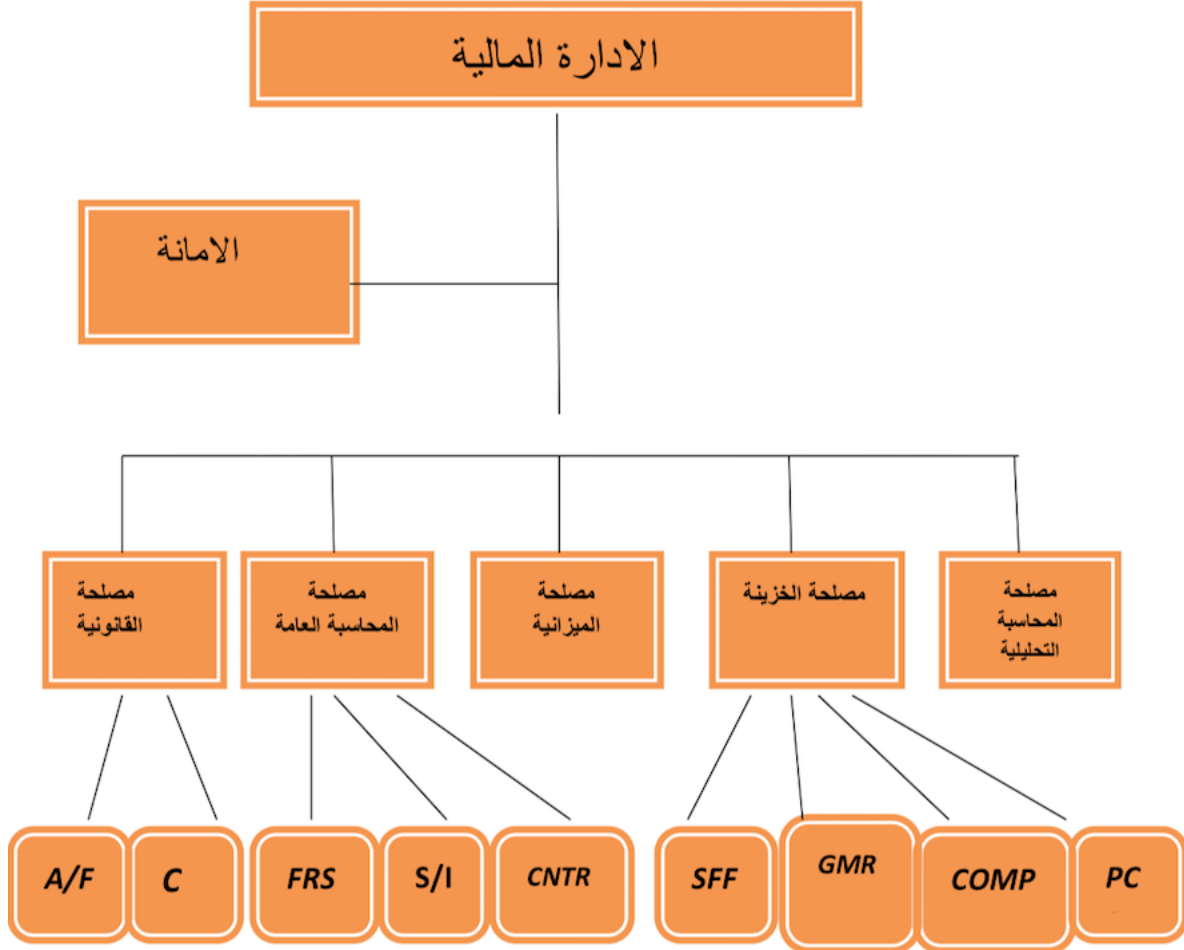 الادارة المالية
الامانة
مصلحة
المحاسبة
التحليلية
مصلحة الخزينة
مصلحة
الميزانية
مصلحة
المحاسبة العامة
مصلحة
القانونية
A/F
C
FRS
S/I
CNTR
SFF
GMR
COMP
PC